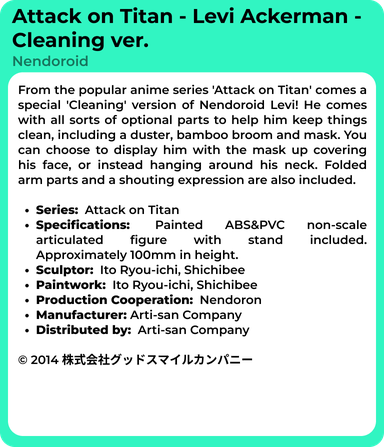 Attack on Titan - Levi Ackerman -
Cleaning ver.
Nendoroid
From the popular anime series 'Attack on Titan' comes a
special 'Cleaning' version of Nendoroid Levi! He comes
with all sorts of optional parts to help him keep things
clean, including a duster, bamboo broom and mask. You
can choose to display him with the mask up covering
his face, or instead hanging around his neck. Folded
arm parts and a shouting expression are also included.
• Series: Attack on Titan
• Specifications: Painted ABS&PVC non-scale
articulated figure with stand included.
Approximately 100mm in height.
• Sculptor: Ito Ryou-ichi, Shichibee
• Paintwork: Ito Ryou-ichi, Shichibee
• Production Cooperation: Nendoron
• Manufacturer: Arti-san Company
• Distributed by: Arti-san Company
© 2014 株式会社グッドスマイルカンパニー